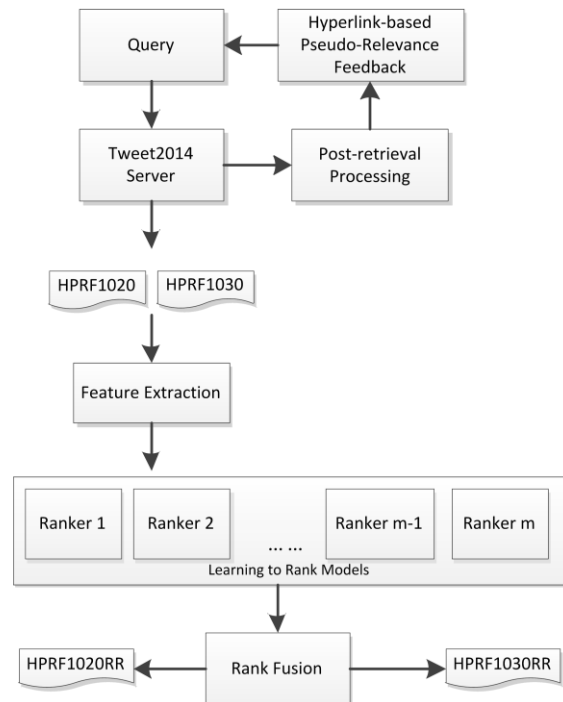 Query
Hyperlink-based
Pseudo-Relevance
Feedback
Tweet2014
Server
Post-retrieval
Processing
HPRF1020
HPRF1030
Feature Extraction
Ranker 1
Ranker 2
... ...
Ranker m-1
Ranker m
Learning to Rank Models
HPRF1020RR
Rank Fusion
HPRF1030RR